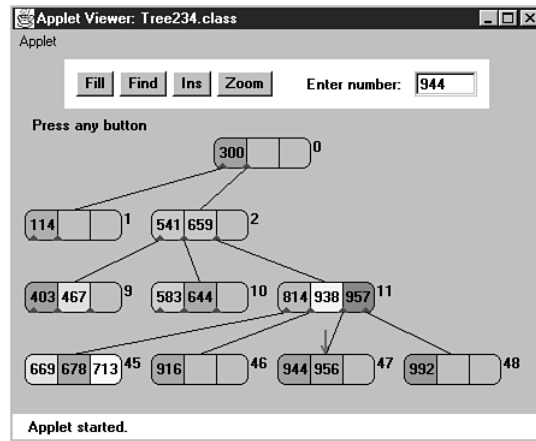 Applet Viewer: Tree234.class
Applet
Fill Find Ins Zoom Enter number: 944
Press any button
300 0
114 1 541 659 2
403 467 9 583 644 10 814 938 957 11
669 678 713 45 916 46 944 956 47 992 48
Applet started.